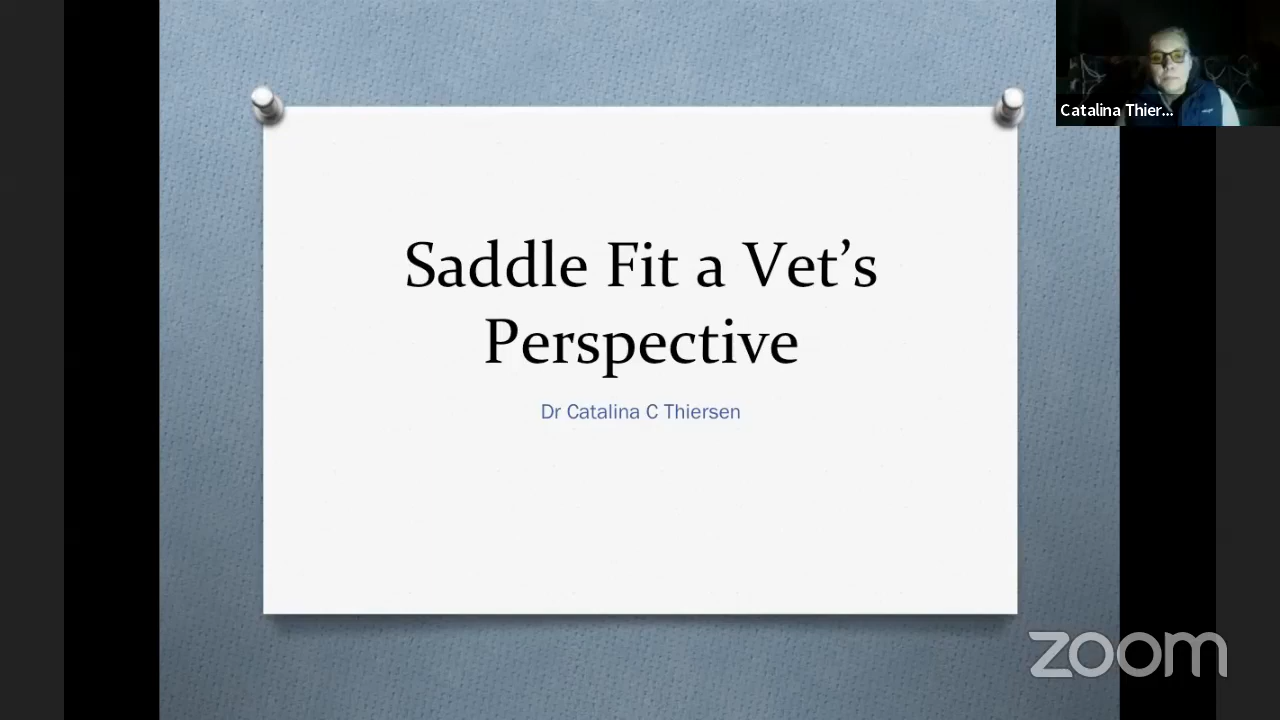 Catalina Thier...
Saddle Fit a Vet’s
Perspective
Dr Catalina C Thiersen
zoom